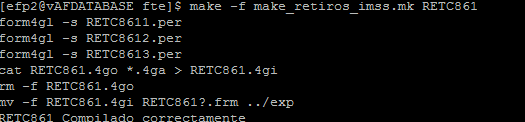 [efp2@vAFDATABASE fte]$ make -f make_retiros_imss.mk RETC861
form4gl -s RETC8611.per
form4gl -s RETC8612.per
form4gl -s RETC8613.per
cat RETC861.4go *.4ga > RETC861.4gi
rm -f RETC861.4go
mv -f RETC861.4gi RETC861?.frm ../exp
RETC861 Compilado correctamente